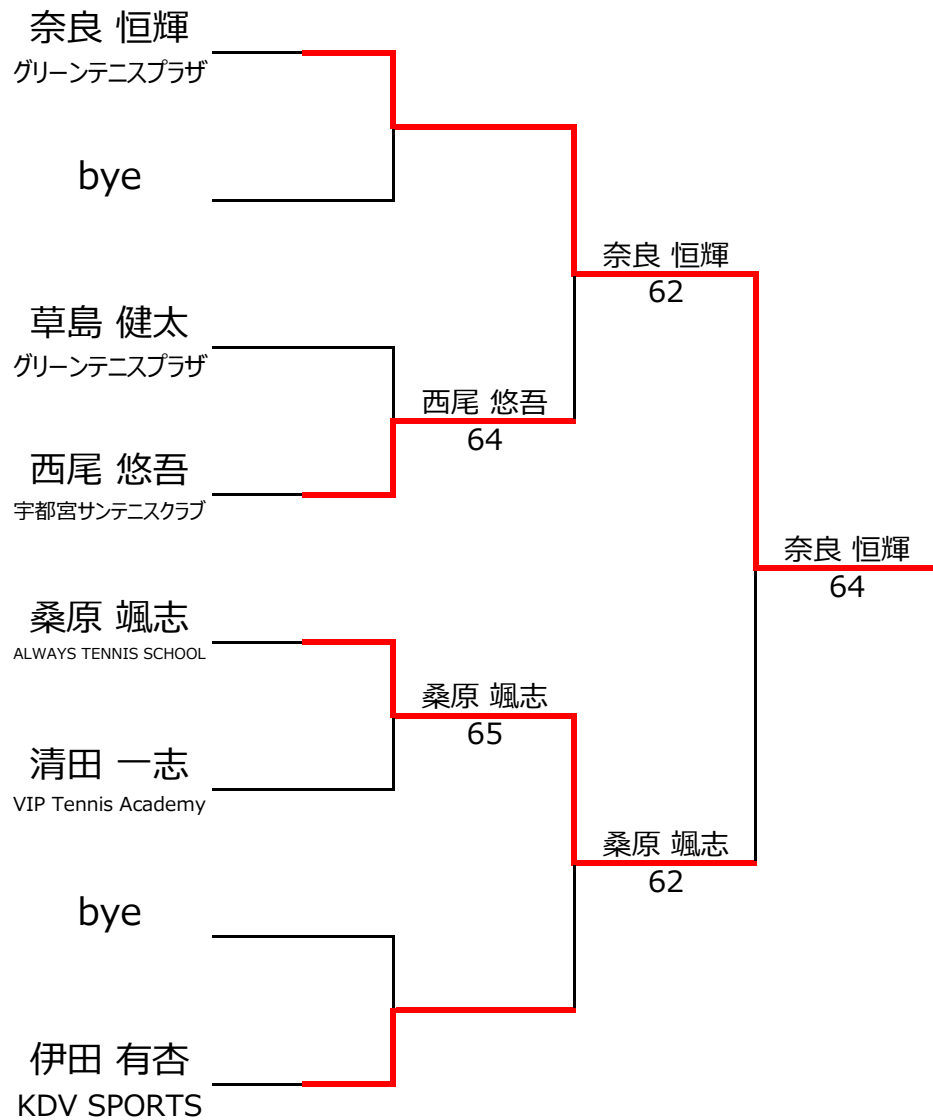 奈良 恒輝
グリーンテニスプラザ
bye
奈良 恒輝
62
草島 健太
グリーンテニスプラザ
西尾 悠吾
64
西尾 悠吾
宇都宮サンテニスクラブ
奈良 恒輝
64
桑原 颯志
ALWAYS TENNIS SCHOOL
桑原 颯志
65
清田 一志
VIP Tennis Academy
桑原 颯志
62
bye
伊田 有杏
KDV SPORTS